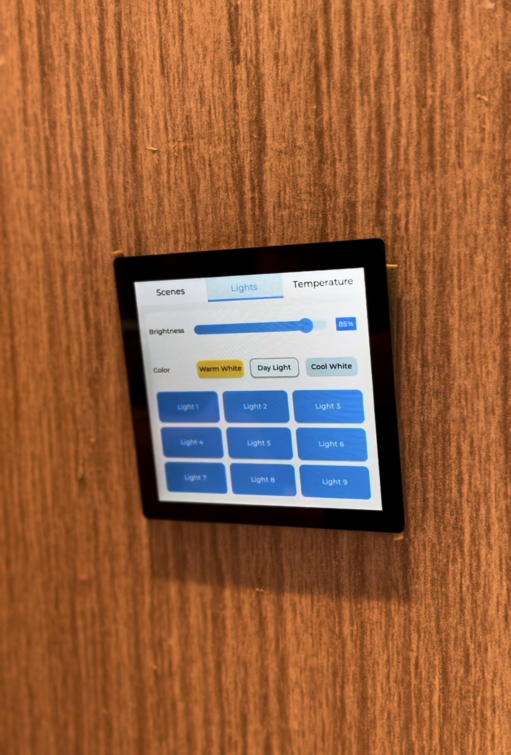 Scenes Lights Temperature
Brightness 85%
Color Warm White Day Light Cool White
Light 1 Light 2 Light 3
Light 4 Light 5 Light 6
Light 7 Light 8 Light 9